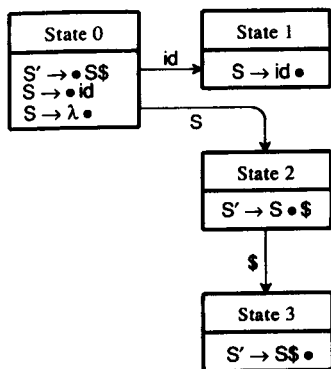 State 0
S′ → • S$
S → • id
S → λ •
id
State 1
S → id •
S
State 2
S′ → S • $
$
State 3
S′ → S$ •